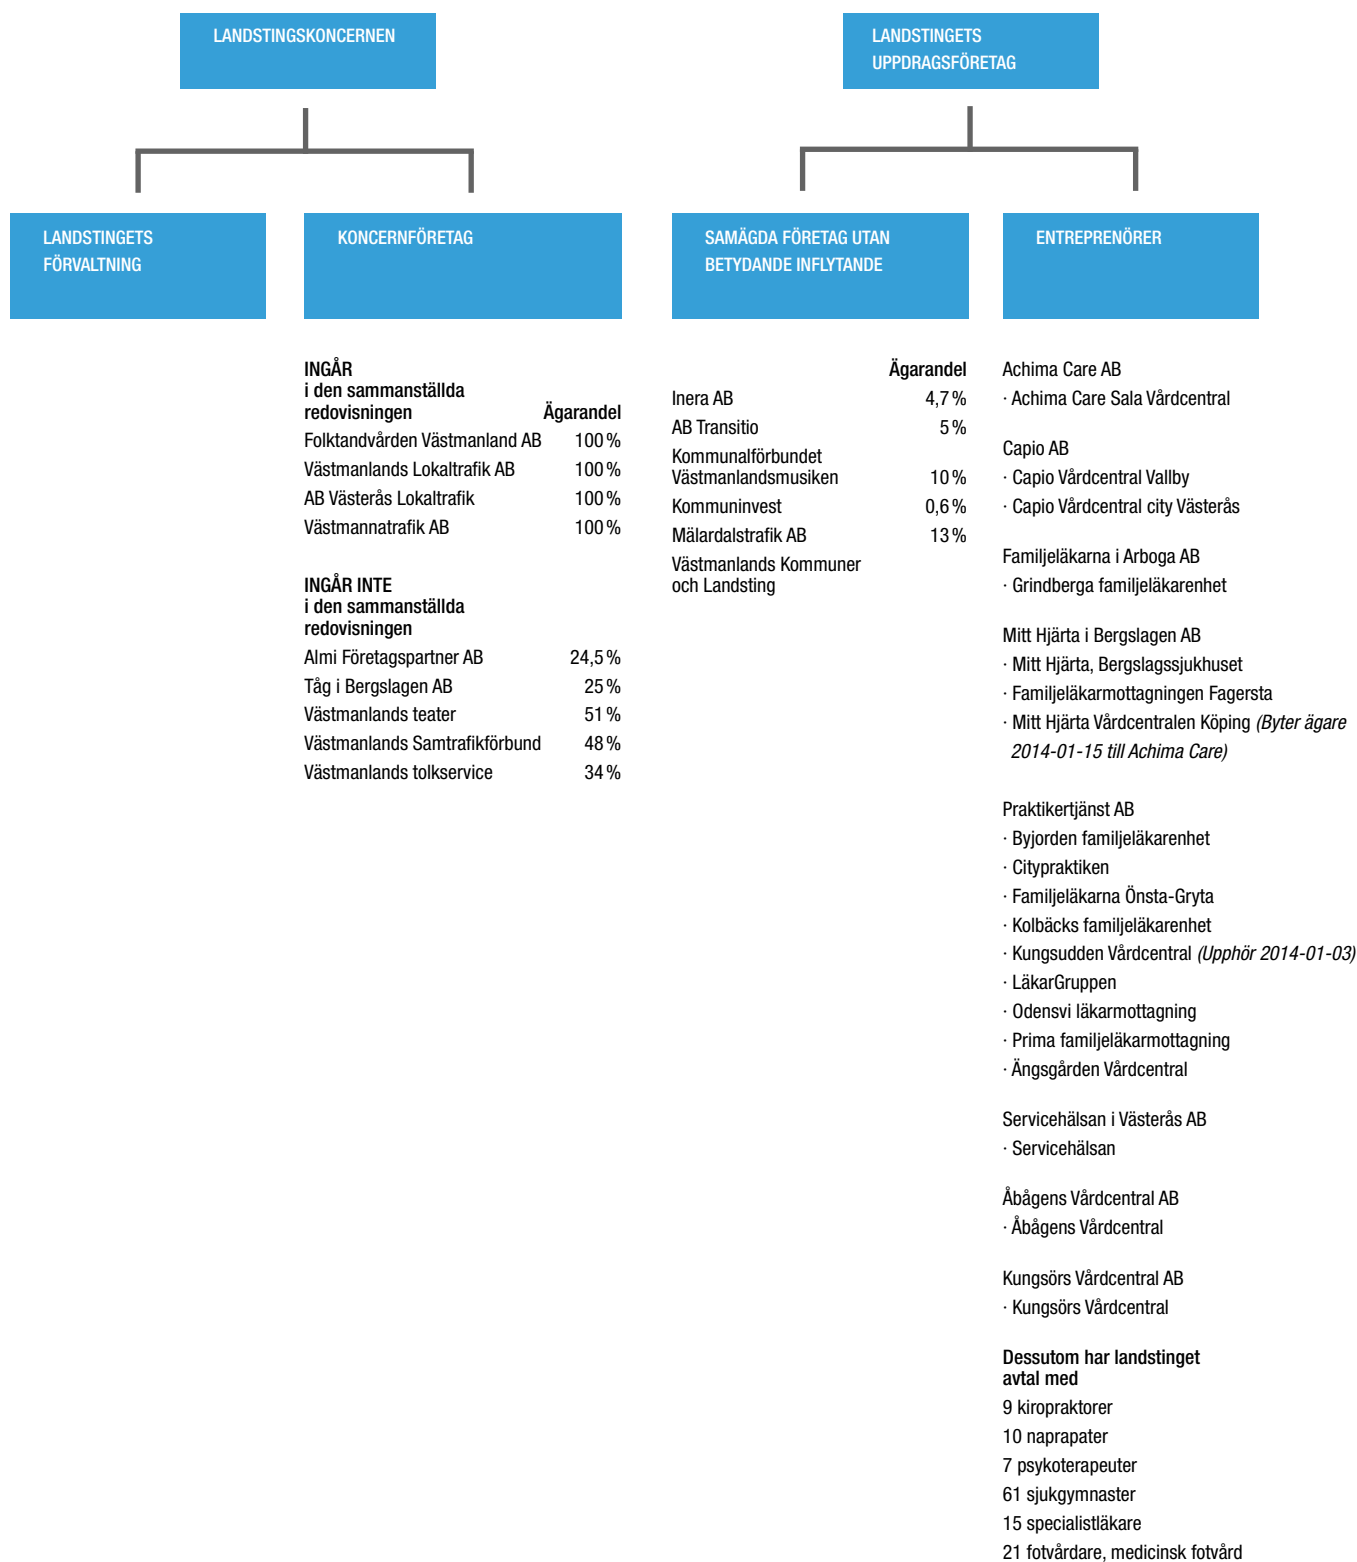 LANDSTINGSKONCERNEN
LANDSTINGETS
FÖRVALTNING
KONCERNFÖRETAG
INGÅR
i den sammanställda
redovisningen Ägarandel
Folktandvården Västmanland AB 100 %
Västmanlands Lokaltrafik AB 100 %
AB Västerås Lokaltrafik 100 %
Västmannatrafik AB 100 %
INGÅR INTE
i den sammanställda
redovisningen
Almi Företagspartner AB 24,5 %
Tåg i Bergslagen AB 25 %
Västmanlands teater 51 %
Västmanlands Samtrafikförbund 48 %
Västmanlands tolkservice 34 %
LANDSTINGETS
UPPDRAGSFÖRETAG
SAMÄGDA FÖRETAG UTAN
BETYDANDE INFLYTANDE
Ägarandel
Inera AB 4,7 %
AB Transitio 5 %
Kommunalförbundet
Västmanlandsmusiken 10 %
Kommuninvest 0,6 %
Mälardalstrafik AB 13 %
Västmanlands Kommuner
och Landsting
ENTREPRENÖRER
Achima Care AB
· Achima Care Sala Vårdcentral
Capio AB
· Capio Vårdcentral Vallby
· Capio Vårdcentral city Västerås
Familjeläkarna i Arboga AB
· Grindberga familjeläkarenhet
Mitt Hjärta i Bergslagen AB
· Mitt Hjärta, Bergslagssjukhuset
· Familjeläkarmottagningen Fagersta
· Mitt Hjärta Vårdcentralen Köping (Byter ägare
2014-01-15 till Achima Care)
Praktikertjänst AB
· Byjorden familjeläkarenhet
· Citypraktiken
· Familjeläkarna Önsta-Gryta
· Kolbäcks familjeläkarenhet
· Kungsudden Vårdcentral (Upphör 2014-01-03)
· LäkarGruppen
· Odensvi läkarmottagning
· Prima familjeläkarmottagning
· Ängsgården Vårdcentral
Servicehälsan i Västerås AB
· Servicehälsan
Åbågens Vårdcentral AB
· Åbågens Vårdcentral
Kungsörs Vårdcentral AB
· Kungsörs Vårdcentral
Dessutom har landstinget
avtal med
9 kiropraktorer
10 naprapater
7 psykoterapeuter
61 sjukgymnaster
15 specialistläkare
21 fotvårdare, medicinsk fotvård